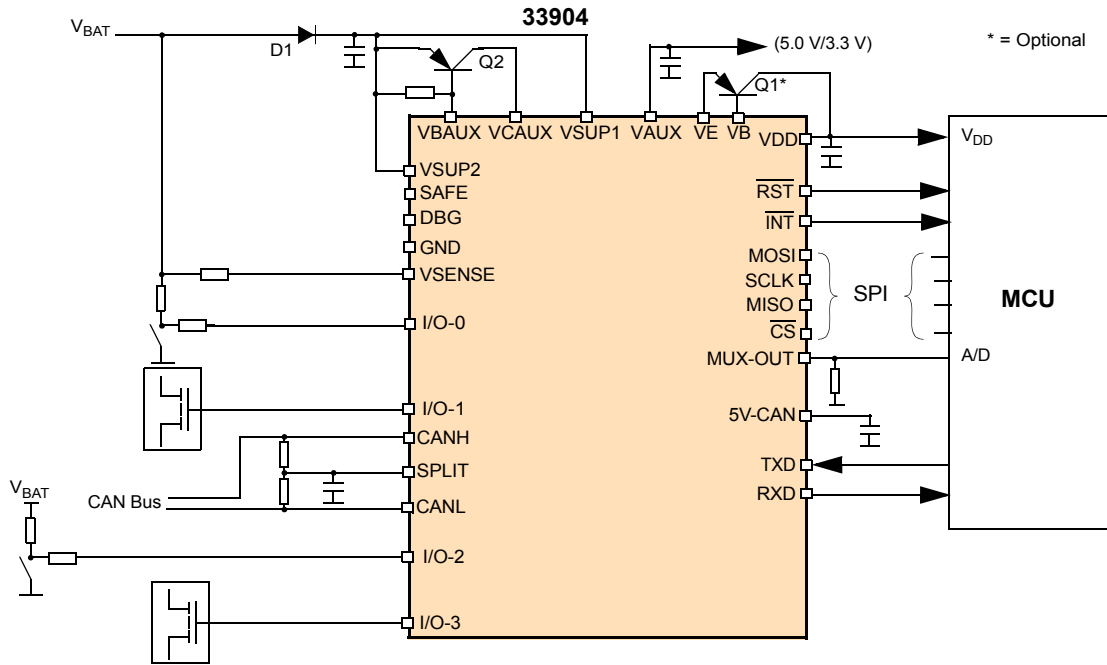 33904
V_BAT
D1
Q2
(5.0 V/3.3 V)
* = Optional
Q1*
VBAUX VCAUX VSUP1 VAUX VE VB
VDD
V_DD
VSUP2
SAFE
RST
DBG
INT
GND
MOSI
VSENSE
SCLK
SPI
MCU
MISO
I/O-0
CS
MUX-OUT
A/D
I/O-1
5V-CAN
CANH
SPLIT
TXD
V_BAT
RXD
CAN Bus
CANL
I/O-2
I/O-3